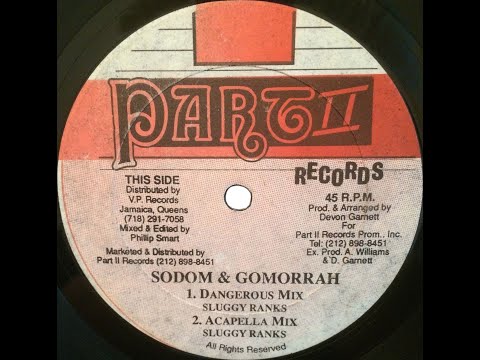 PART II
RECORDS
THIS SIDE
Distributed by
V.P. Records
Jamaica, Queens
(718) 291-7058
Mixed & Edited by
Phillip Smart
Marketed & Distributed by
Part II Records (212) 898-8451
45 R.P.M.
Prod. & Arranged by
Devon Garnett
For
Part II Records Prom., Inc.
Tel: (212) 898-8451
Ex. Prod. A. Williams
& D. Garnett
SODOM & GOMORRAH
1. DANGEROUS MIX
SLUGGY RANKS
2. ACAPELLA MIX
SLUGGY RANKS
All Rights Reserved